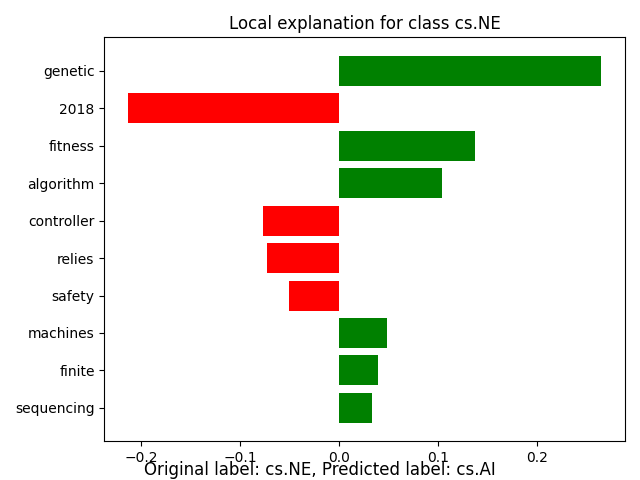 Local explanation for class cs.NE
genetic
2018
fitness
algorithm
controller
relies
safety
machines
finite
sequencing
−0.2 −0.1 0.0 0.1 0.2
Original label: cs.NE, Predicted label: cs.AI